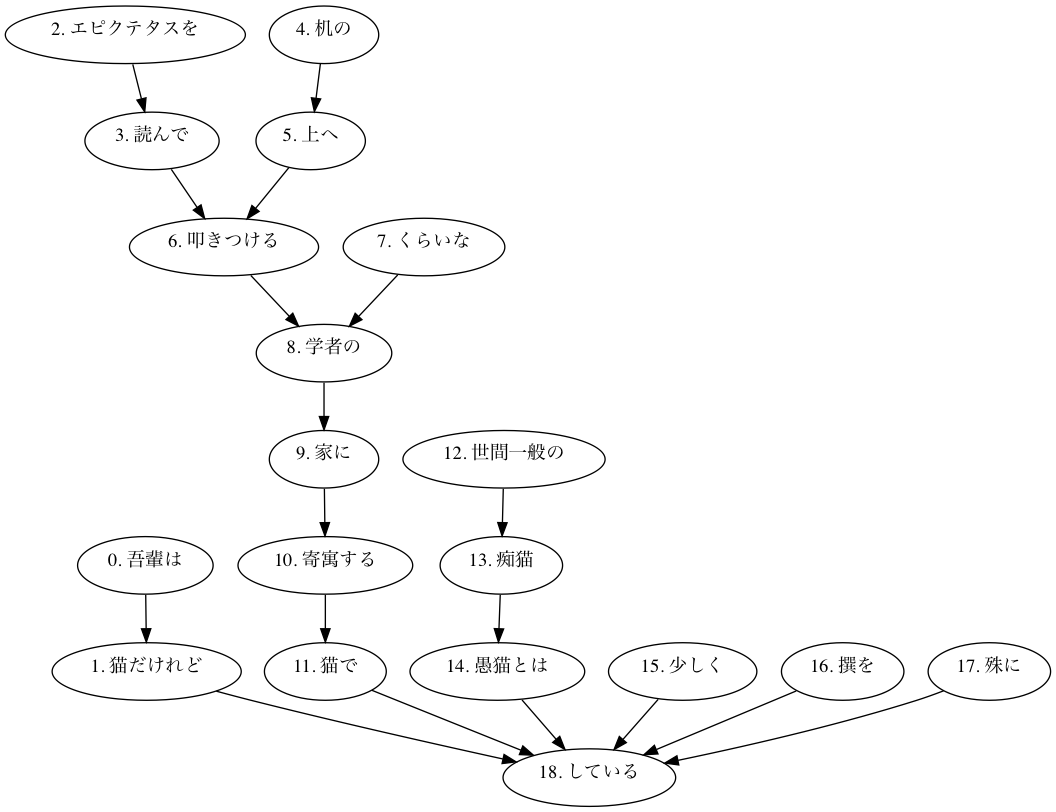 2. エピクテタスを
4. 机の
3. 読んで
5. 上へ
6. 叩きつける
7. くらいな
8. 学者の
9. 家に
12. 世間一般の
0. 吾輩は
10. 寄寓する
13. 痴猫
1. 猫だけれど
11. 猫で
14. 愚猫とは
15. 少しく
16. 撰を
17. 殊に
18. している